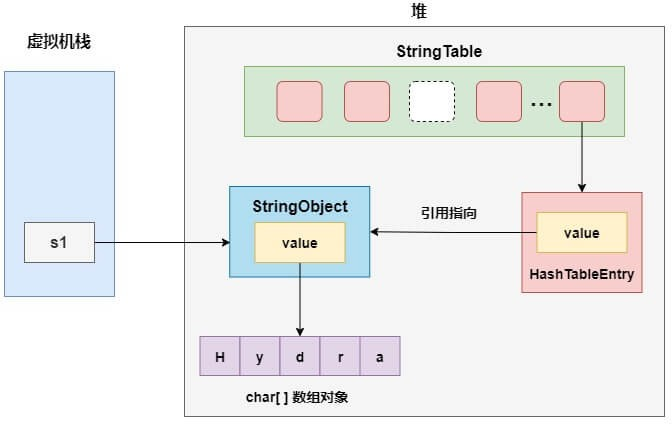 堆
虚拟机栈
StringTable
...
StringObject
s1
value
引用指向
value
HashTableEntry
H y d r a
char[ ] 数组对象